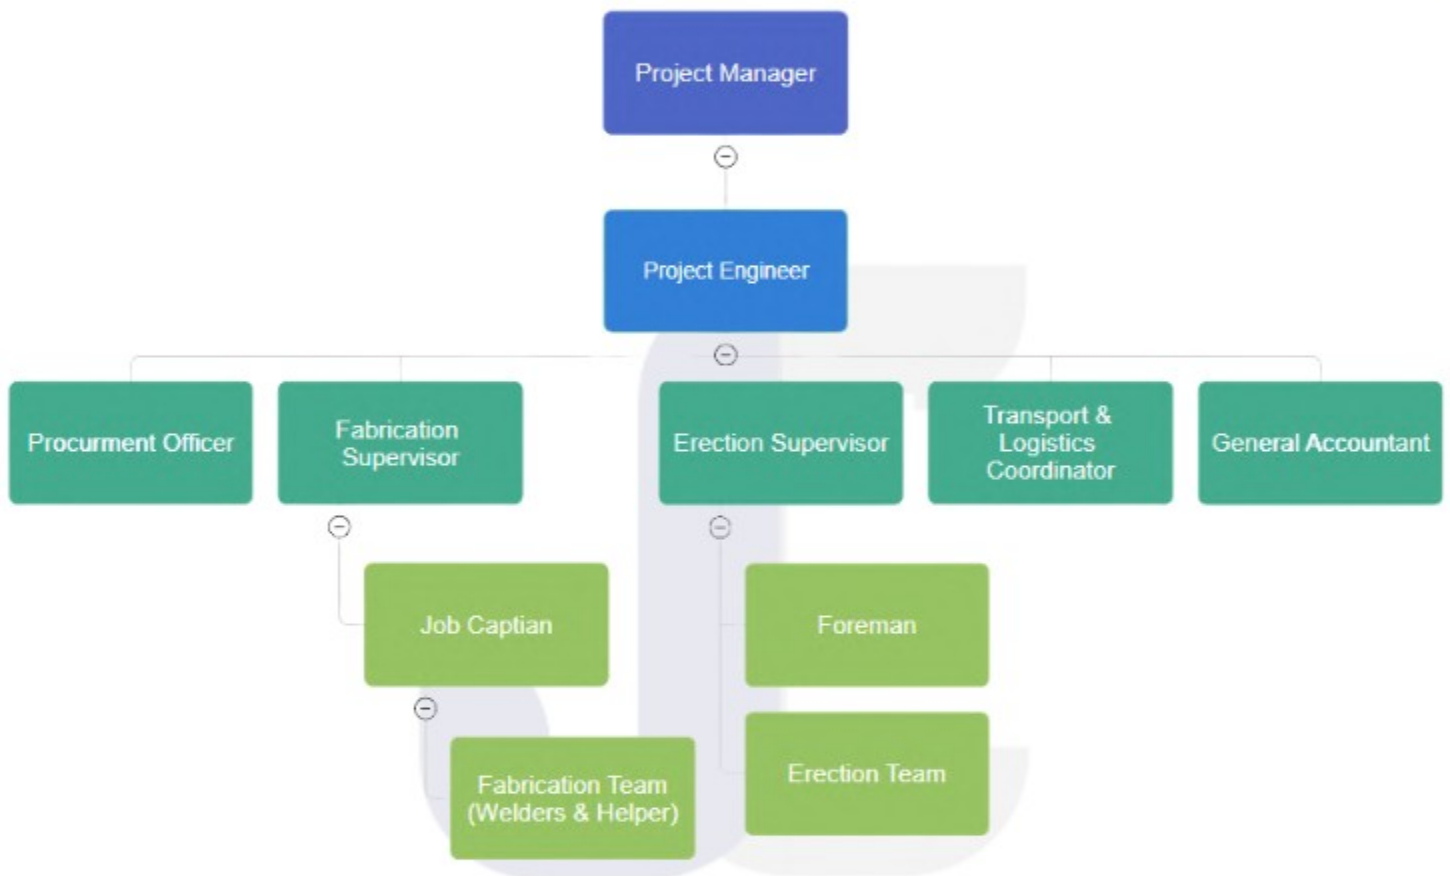 Project Manager
Project Engineer
Procurment Officer
Fabrication
Supervisor
Erection Supervisor
Transport &
Logistics
Coordinator
General Accountant
Job Captian
Foreman
Fabrication Team
(Welders & Helper)
Erection Team